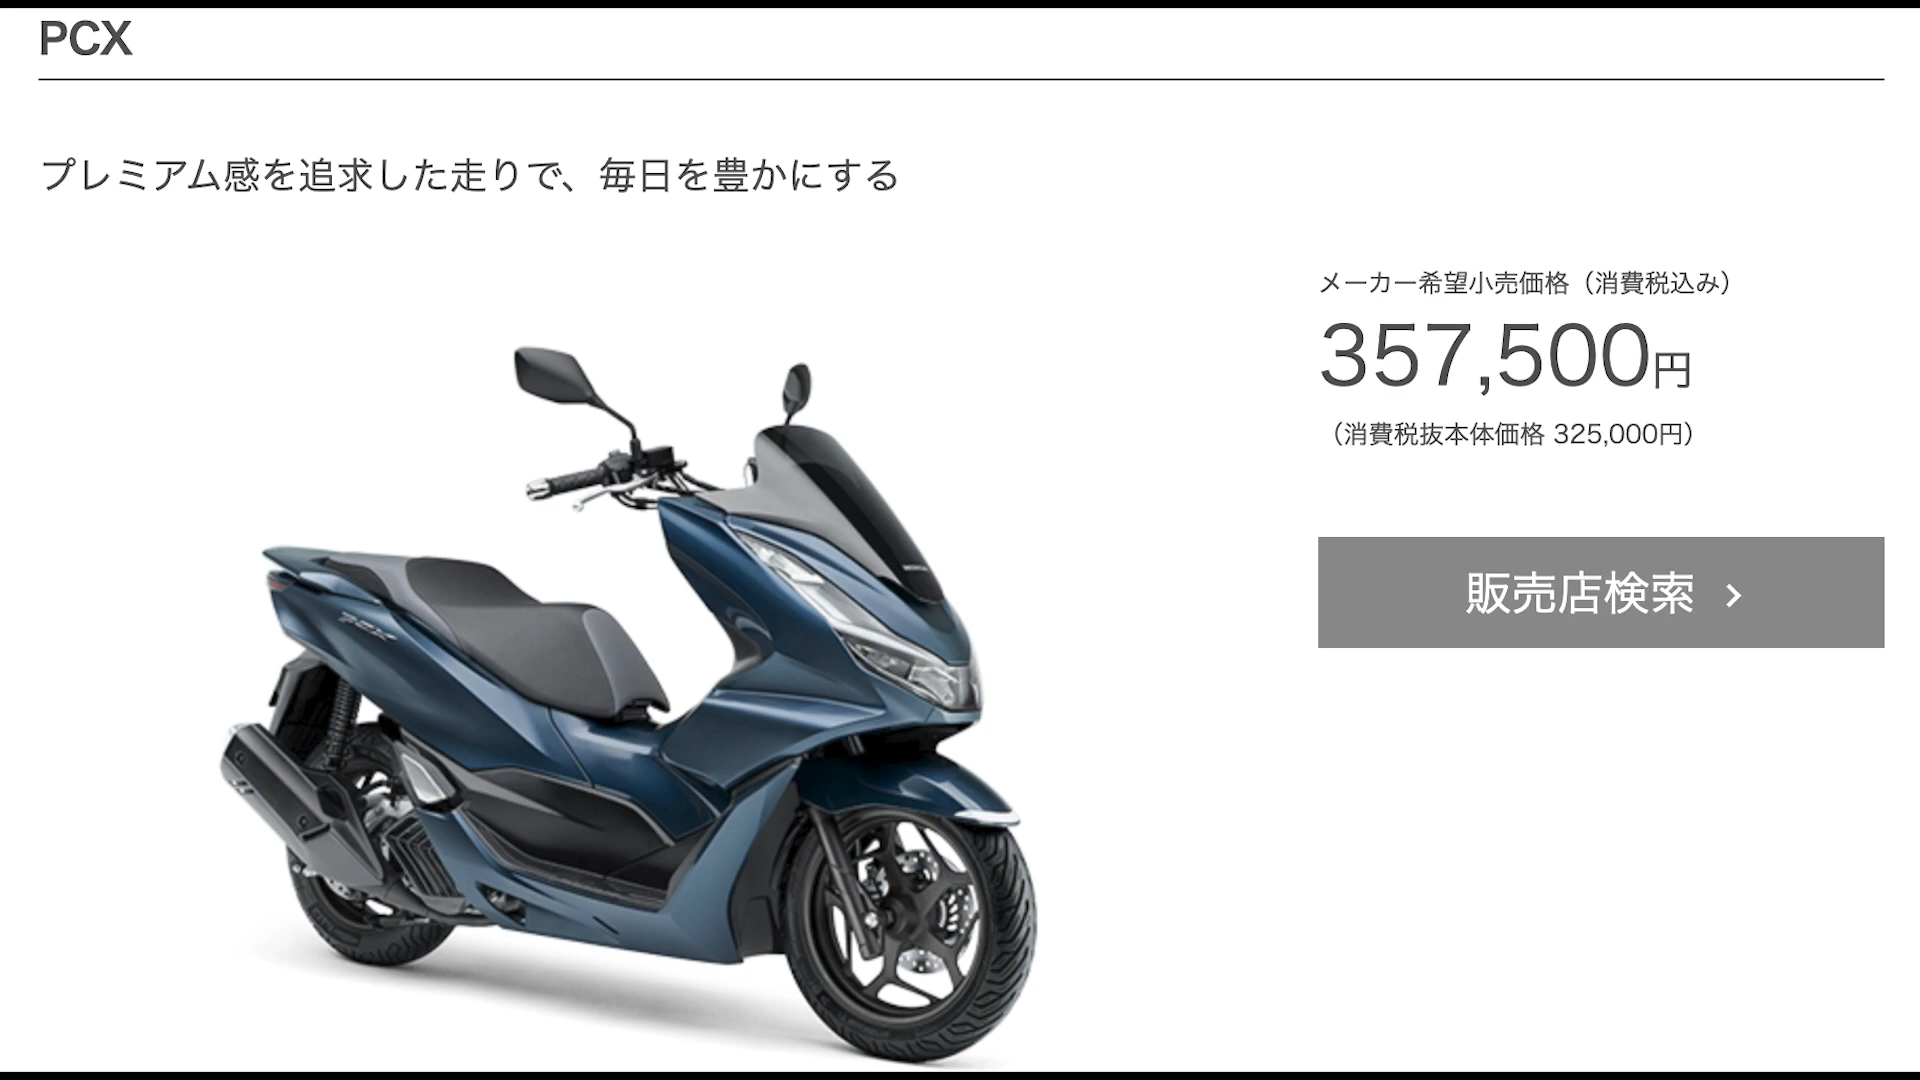 PCX
プレミアム感を追求した走りで、毎日を豊かにする
メーカー希望小売価格（消費税込み）
357,500円
（消費税抜本体価格 325,000円）
販売店検索 ›
PCX